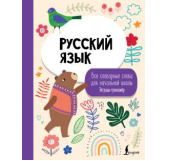 РУССКИЙ
ЯЗЫК
Все словарные слова
для начальной школы
Тетрадь-тренажёр